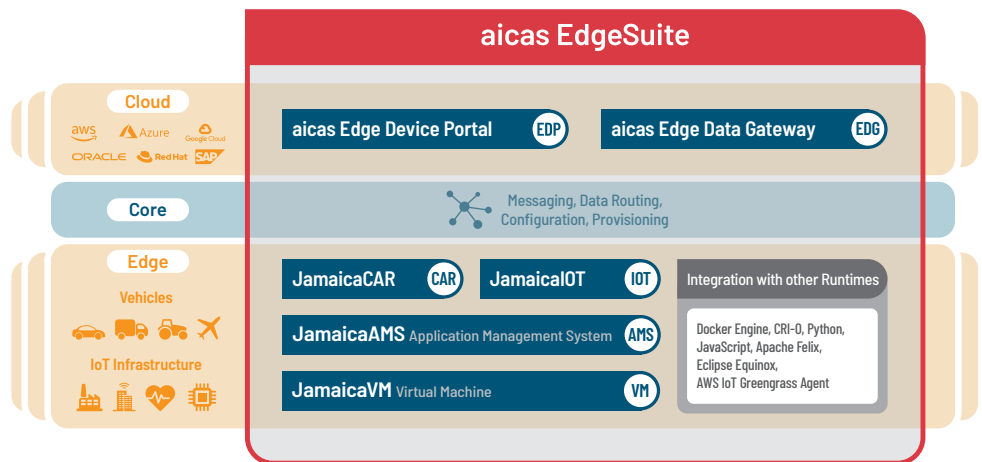 aicas EdgeSuite
Cloud
aws
Azure
Google Cloud
ORACLE
Red Hat
SAP
aicas Edge Device Portal
EDP
aicas Edge Data Gateway
EDG
Core
Messaging, Data Routing,
Configuration, Provisioning
Edge
Vehicles
IoT Infrastructure
JamaicaCAR
CAR
JamaicaIOT
IOT
JamaicaAMS Application Management System
AMS
JamaicaVM Virtual Machine
VM
Integration with other Runtimes
Docker Engine, CRI-O, Python,
JavaScript, Apache Felix,
Eclipse Equinox,
AWS IoT Greengrass Agent